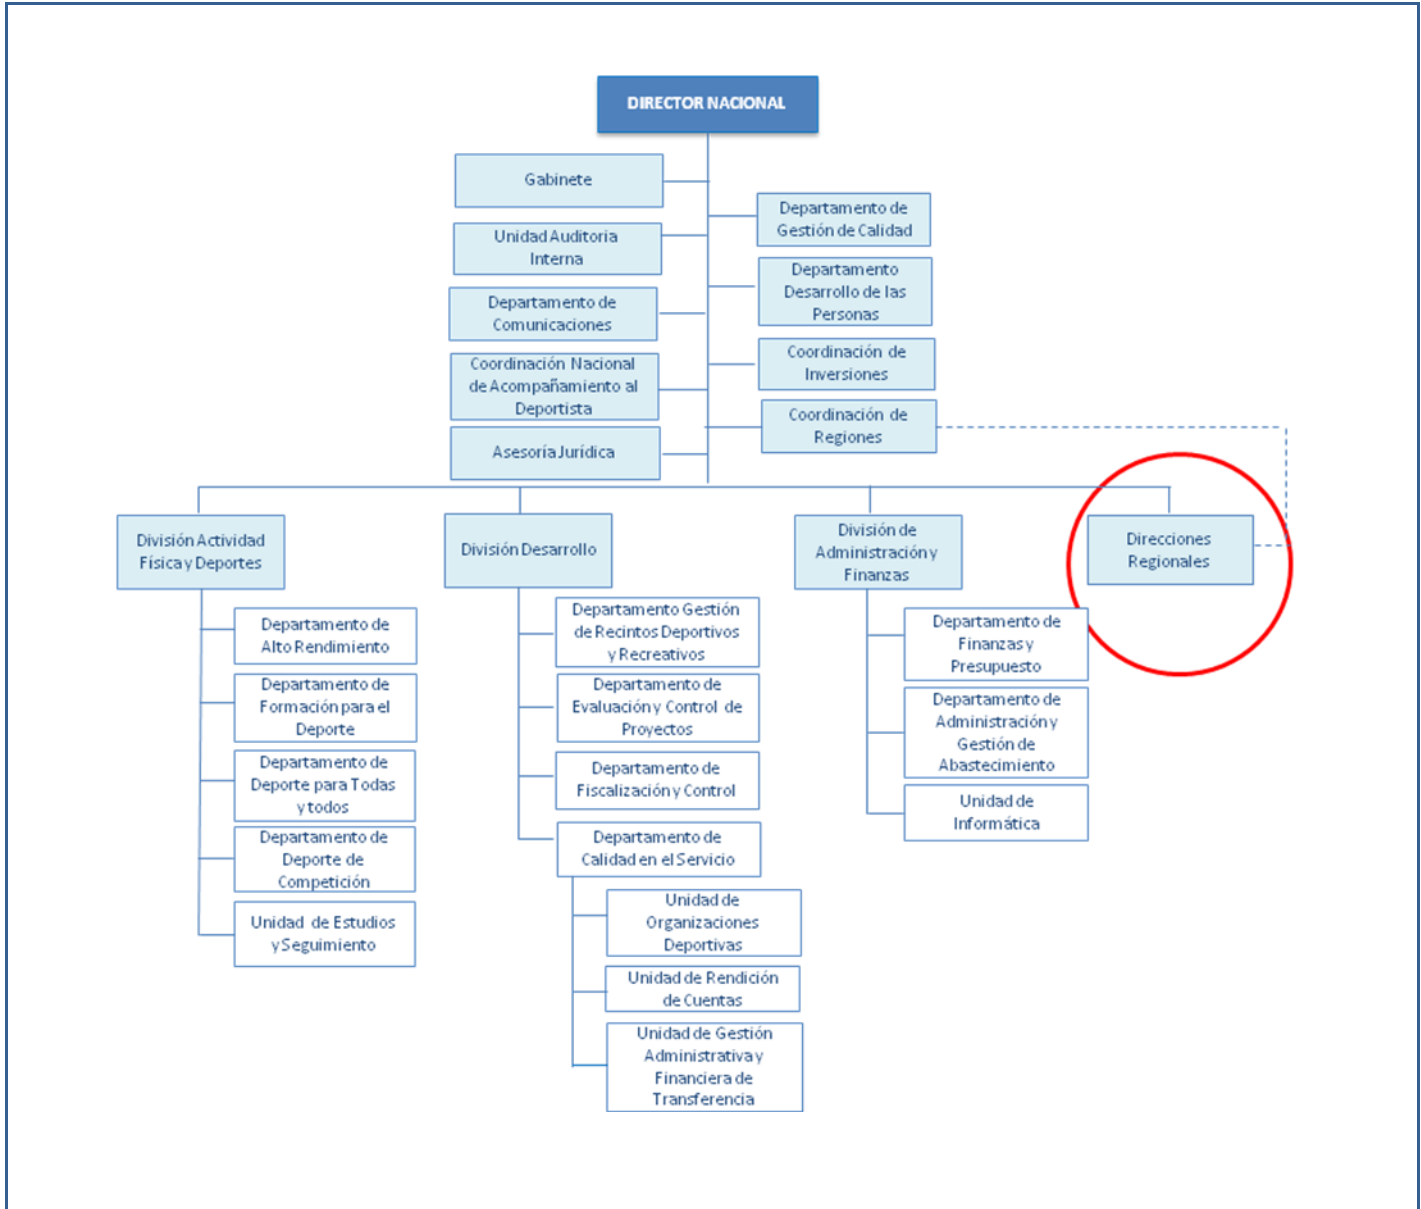 DIRECTOR NACIONAL
Gabinete
Unidad Auditoria
Interna
Departamento de
Comunicaciones
Coordinación Nacional
de Acompañamiento al
Deportista
Asesoría Jurídica
Departamento de
Gestión de Calidad
Departamento
Desarrollo de las
Personas
Coordinación de
Inversiones
Coordinación de
Regiones
División Actividad
Física y Deportes
Departamento de
Alto Rendimiento
Departamento de
Formación para el
Deporte
Departamento de
Deporte para Todas
y todos
Departamento de
Deporte de
Competición
Unidad de Estudios
y Seguimiento
División Desarrollo
Departamento Gestión
de Recintos Deportivos
y Recreativos
Departamento de
Evaluación y Control de
Proyectos
Departamento de
Fiscalización y Control
Departamento de
Calidad en el Servicio
Unidad de
Organizaciones
Deportivas
Unidad de Rendición
de Cuentas
Unidad de Gestión
Administrativa y
Financiera de
Transferencia
División de
Administración y
Finanzas
Departamento de
Finanzas y
Presupuesto
Departamento de
Administración y
Gestión de
Abastecimiento
Unidad de
Informática
Direcciones
Regionales